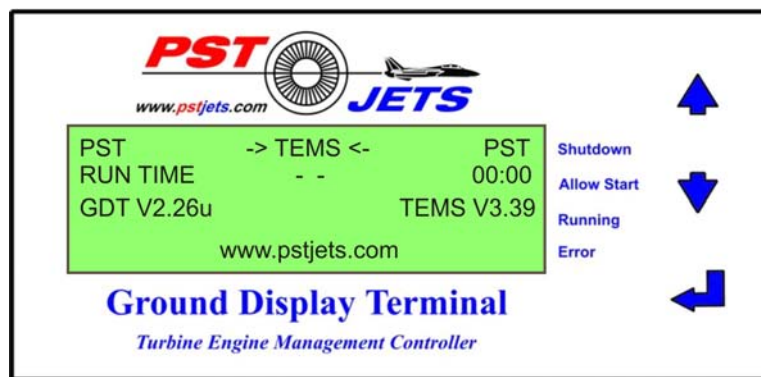 PST
JETS
www.pstjets.com
PST -> TEMS <- PST
RUN TIME - - 00:00
GDT V2.26u TEMS V3.39
www.pstjets.com
Shutdown
Allow Start
Running
Error
Ground Display Terminal
Turbine Engine Management Controller